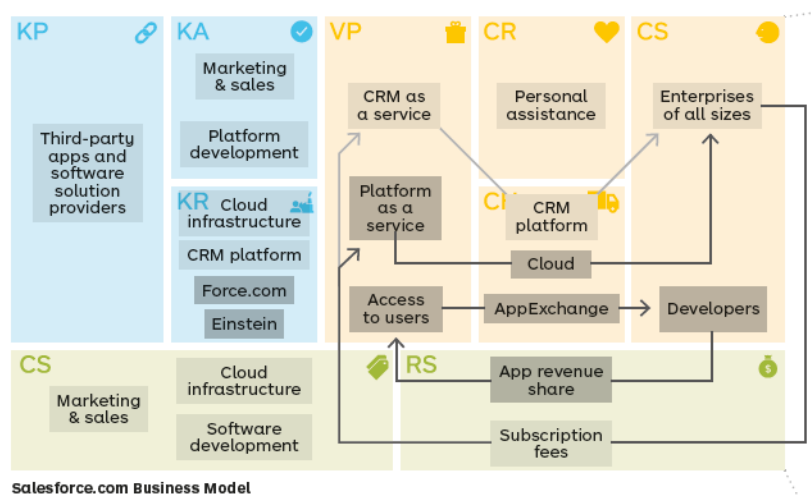 KP
Third-party
apps and
software
solution
providers
KA
Marketing
& sales
Platform
development
KR
Cloud
infrastructure
CRM platform
Force.com
Einstein
VP
CRM as
a service
Platform
as a
service
Access
to users
CR
Personal
assistance
CRM
platform
Cloud
AppExchange
CS
Enterprises
of all sizes
Developers
CS
Marketing
& sales
Cloud
infrastructure
Software
development
RS
App revenue
share
Subscription
fees
$
Salesforce.com Business Model